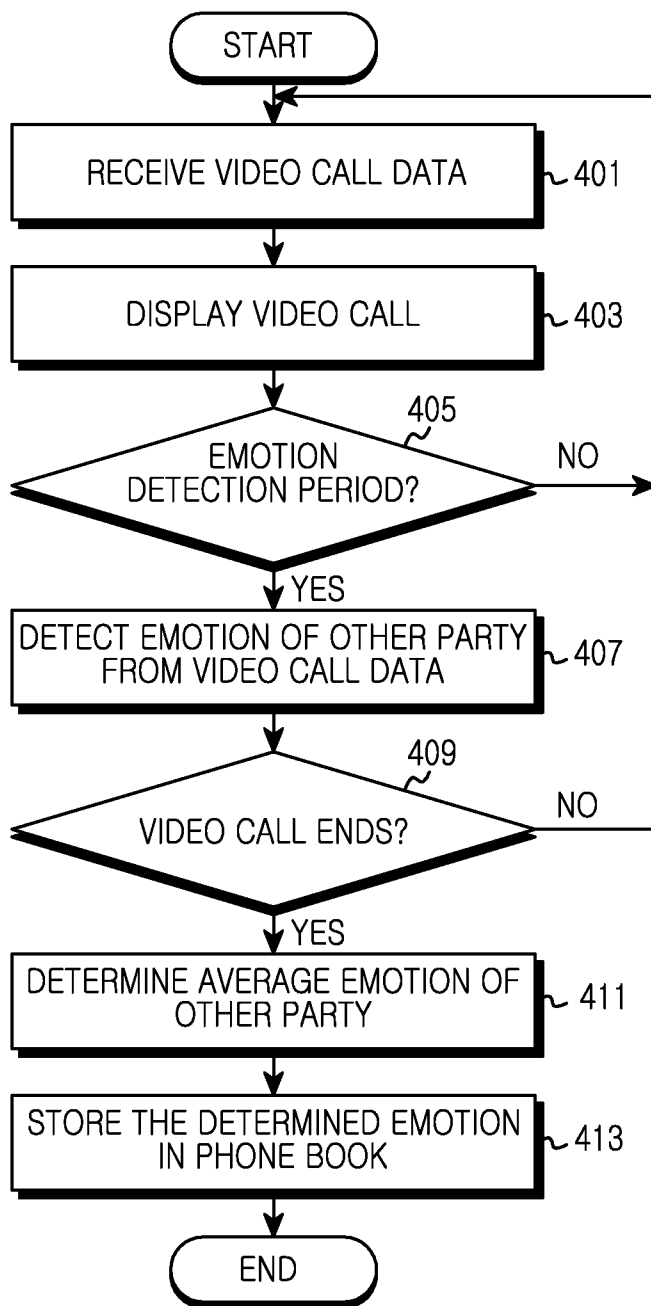 START
RECEIVE VIDEO CALL DATA
401
DISPLAY VIDEO CALL
403
405
EMOTION
DETECTION PERIOD?
NO
YES
DETECT EMOTION OF OTHER PARTY
FROM VIDEO CALL DATA
407
409
VIDEO CALL ENDS?
NO
YES
DETERMINE AVERAGE EMOTION OF
OTHER PARTY
411
STORE THE DETERMINED EMOTION
IN PHONE BOOK
413
END